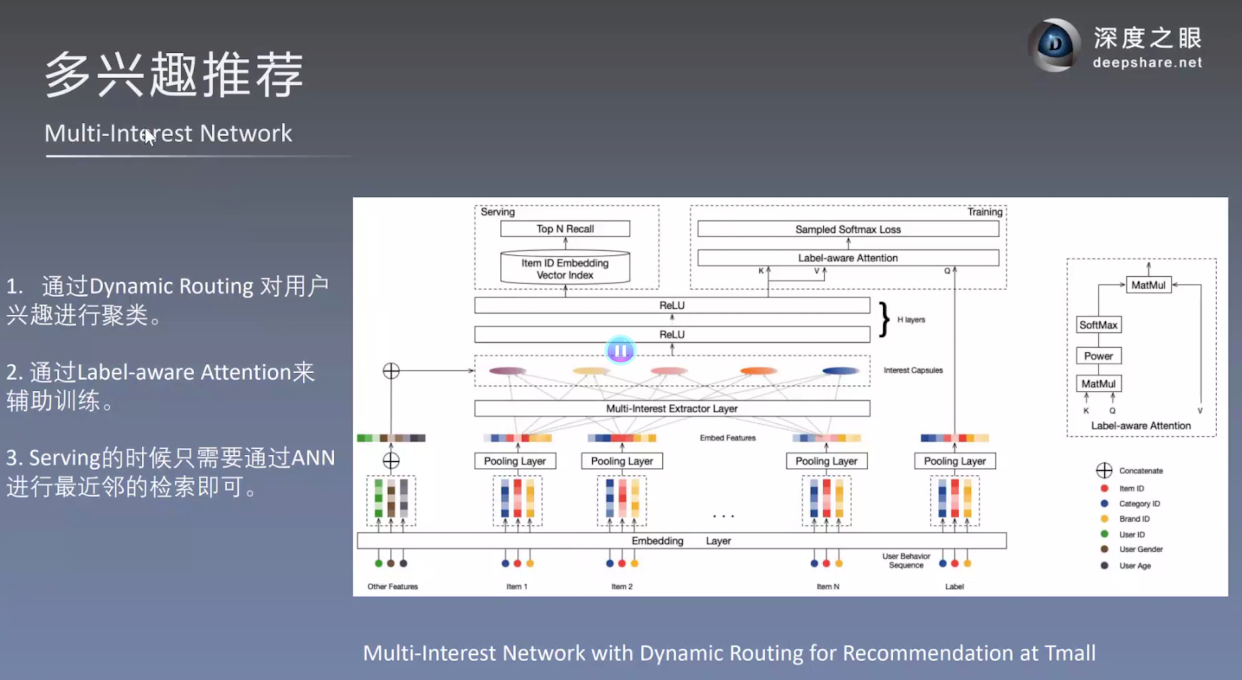 多兴趣推荐
深度之眼
deepshare.net
Multi-Interest Network
1. 通过Dynamic Routing 对用户
兴趣进行聚类。
2. 通过Label-aware Attention来
辅助训练。
3. Serving的时候只需要通过ANN
进行最近邻的检索即可。
Serving
Training
Top N Recall
Sampled Softmax Loss
Item ID Embedding
Vector Index
Label-aware Attention
K
V
Q
ReLU
ReLU
H layers
Interest Capsules
Multi-Interest Extractor Layer
Embed Features
Pooling Layer
Pooling Layer
Pooling Layer
Pooling Layer
. . .
Embedding Layer
User Behavior
Sequence
Other Features
Item 1
Item 2
Item N
Label
MatMul
SoftMax
Power
MatMul
K
Q
V
Label-aware Attention
Concatenate
Item ID
Category ID
Brand ID
User ID
User Gender
User Age
Multi-Interest Network with Dynamic Routing for Recommendation at Tmall